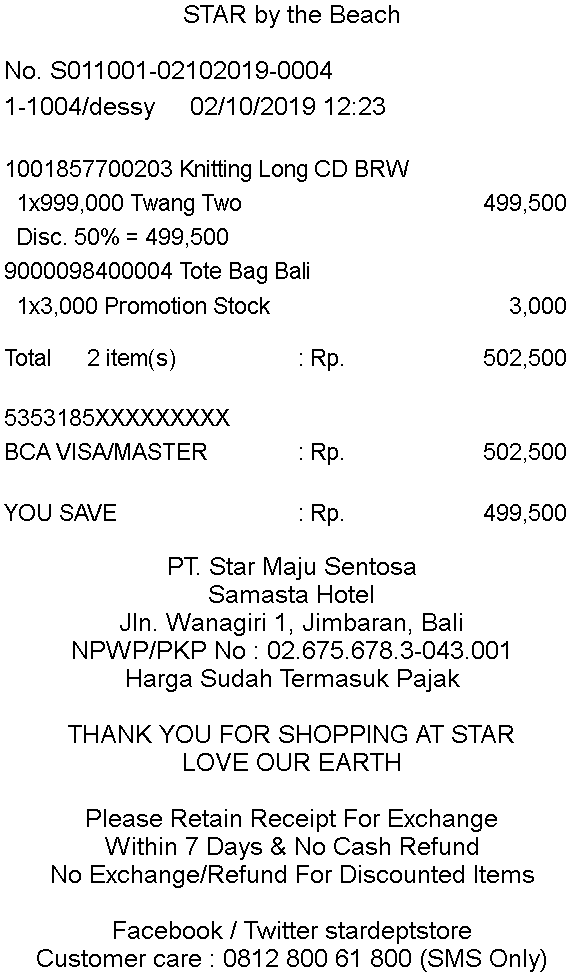 STAR by the Beach
No. S011001-02102019-0004
1-1004/dessy 02/10/2019 12:23
1001857700203 Knitting Long CD BRW
1x999,000 Twang Two 499,500
Disc. 50% = 499,500
9000098400004 Tote Bag Bali
1x3,000 Promotion Stock 3,000
Total 2 item(s) : Rp. 502,500
5353185XXXXXXXXX
BCA VISA/MASTER : Rp. 502,500
YOU SAVE : Rp. 499,500
PT. Star Maju Sentosa
Samasta Hotel
Jln. Wanagiri 1, Jimbaran, Bali
NPWP/PKP No : 02.675.678.3-043.001
Harga Sudah Termasuk Pajak
THANK YOU FOR SHOPPING AT STAR
LOVE OUR EARTH
Please Retain Receipt For Exchange
Within 7 Days & No Cash Refund
No Exchange/Refund For Discounted Items
Facebook / Twitter stardeptstore
Customer care : 0812 800 61 800 (SMS Only)